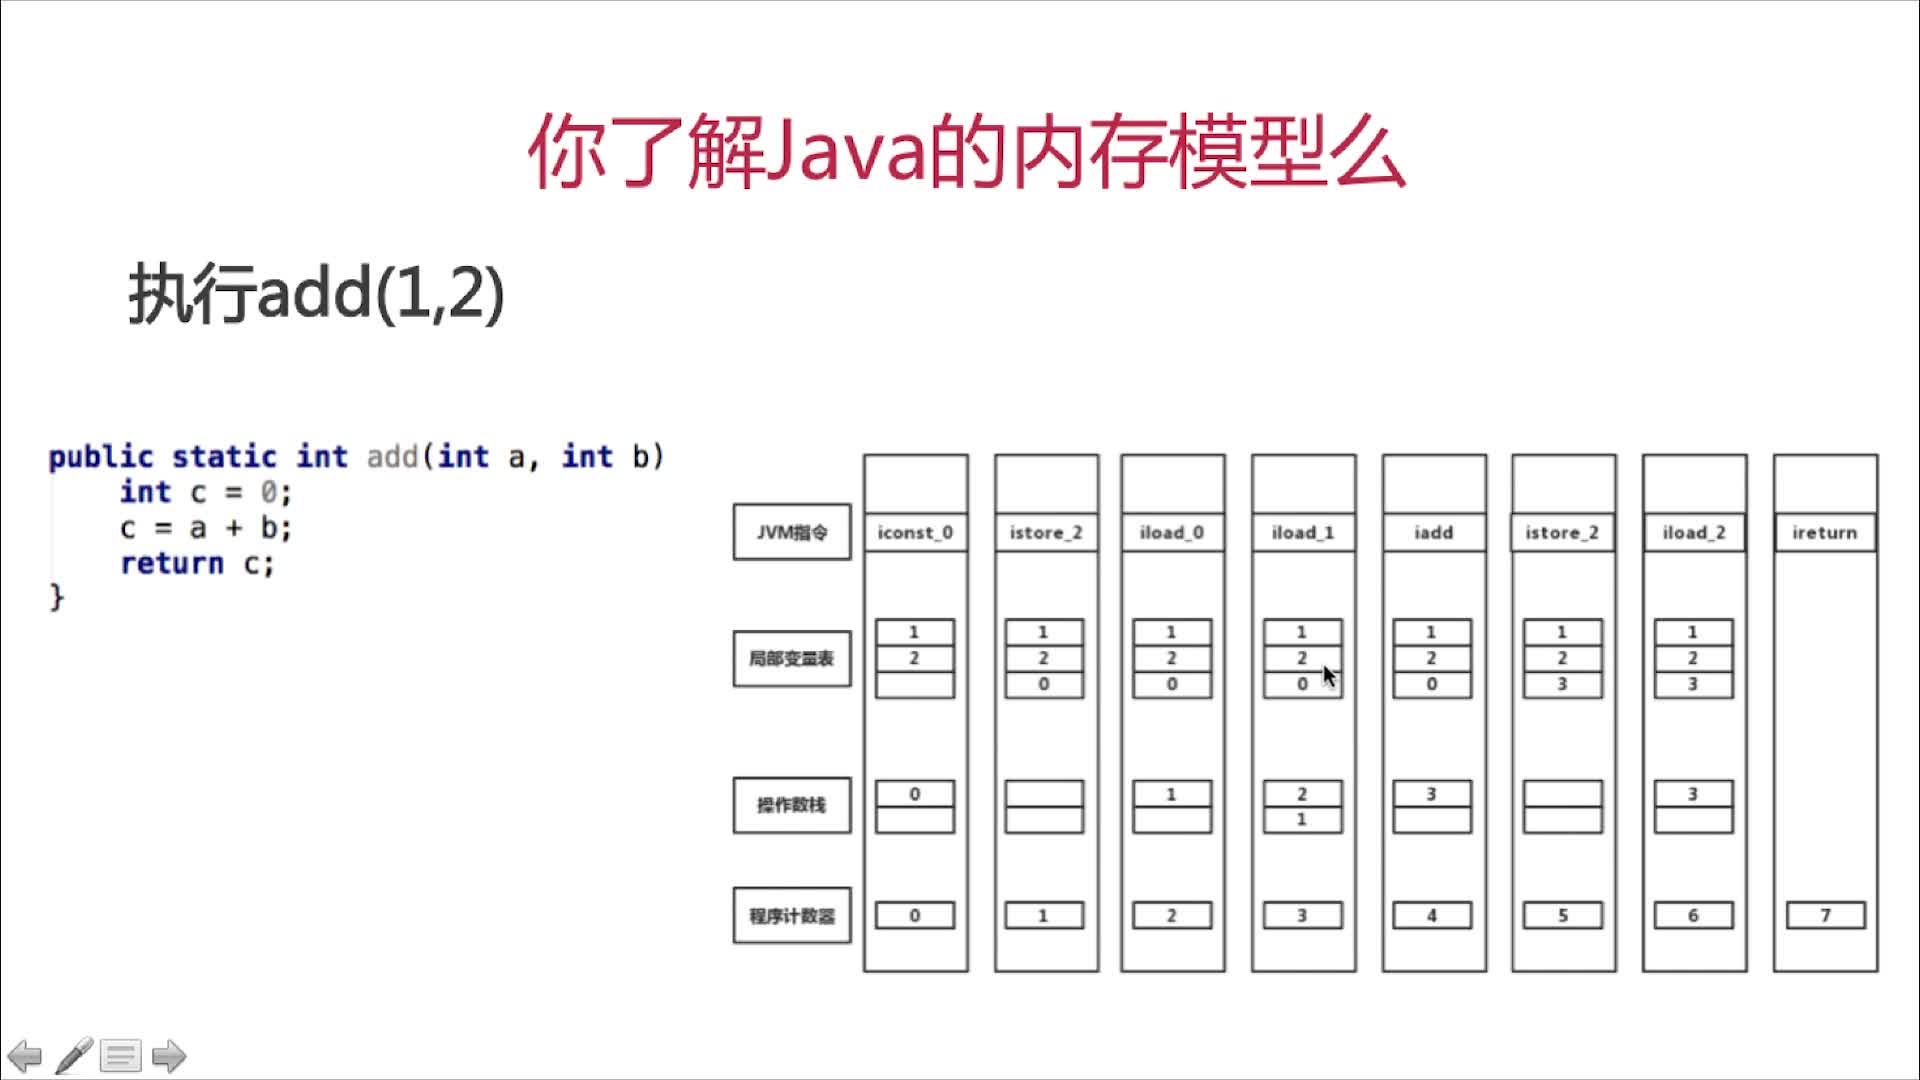 你了解Java的内存模型么
执行add(1,2)
public static int add(int a, int b)
int c = 0;
c = a + b;
return c;
}
JVM指令 iconst_0 istore_2 iload_0 iload_1 iadd istore_2 iload_2 ireturn
1 1 1 1 1 1 1
局部变量表 2 2 2 2 2 2 2
0 0 0 0 3 3
0 1 2 3 3
操作数栈
1
程序计数器 0 1 2 3 4 5 6 7